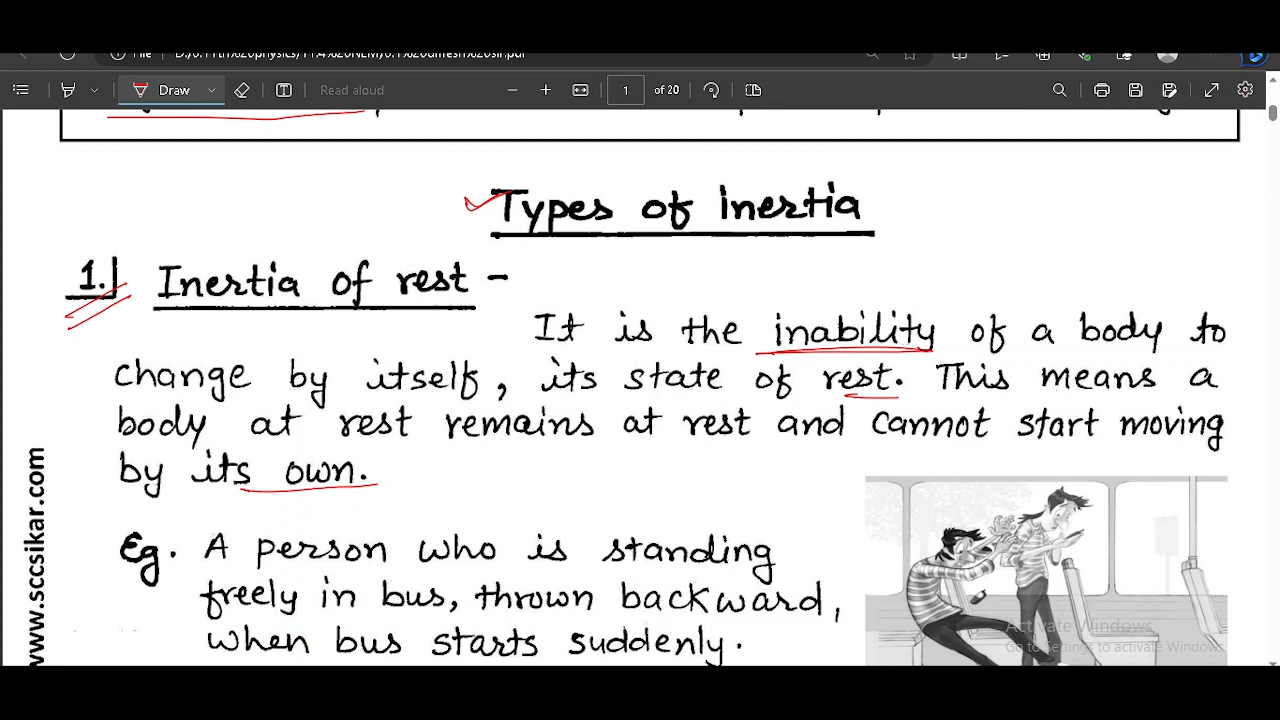 File
Draw
Read aloud
1
of 20
Types of inertia
1. Inertia of rest -
It is the inability of a body to
change by itself, its state of rest. This means a
body at rest remains at rest and cannot start moving
by its own.
Eg. A person who is standing
freely in bus, thrown backward,
when bus starts suddenly.
www.sccsikar.com
Activate Windows
Go to Settings to activate Windows.